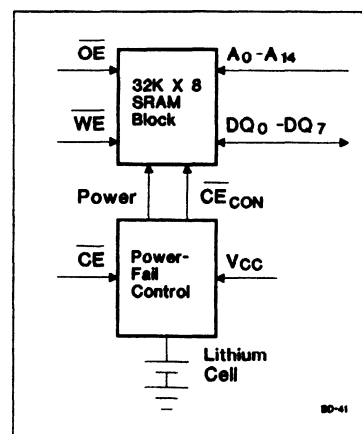 OE
A0-A14
32K X 8
SRAM
Block
WE
DQ0 -DQ7
Power
CECON
CE
Power-
Fail
Control
VCC
Lithium
Cell
BD-41